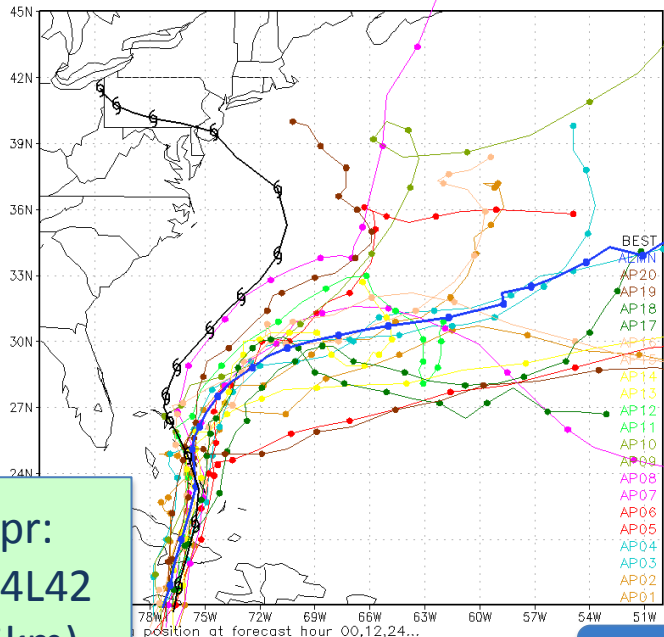 45N
42N
39N
36N
33N
30N
27N
24N
BEST
AEMN
AP20
AP19
AP18
AP17
AP14
AP13
AP12
AP11
AP10
AP09
AP08
AP07
AP06
AP05
AP04
AP03
AP02
AP01
pr:
4L42
km)
78W 75W 72W 69W 66W 63W 60W 57W 54W 51W
position at forecast hour 00,12,24...